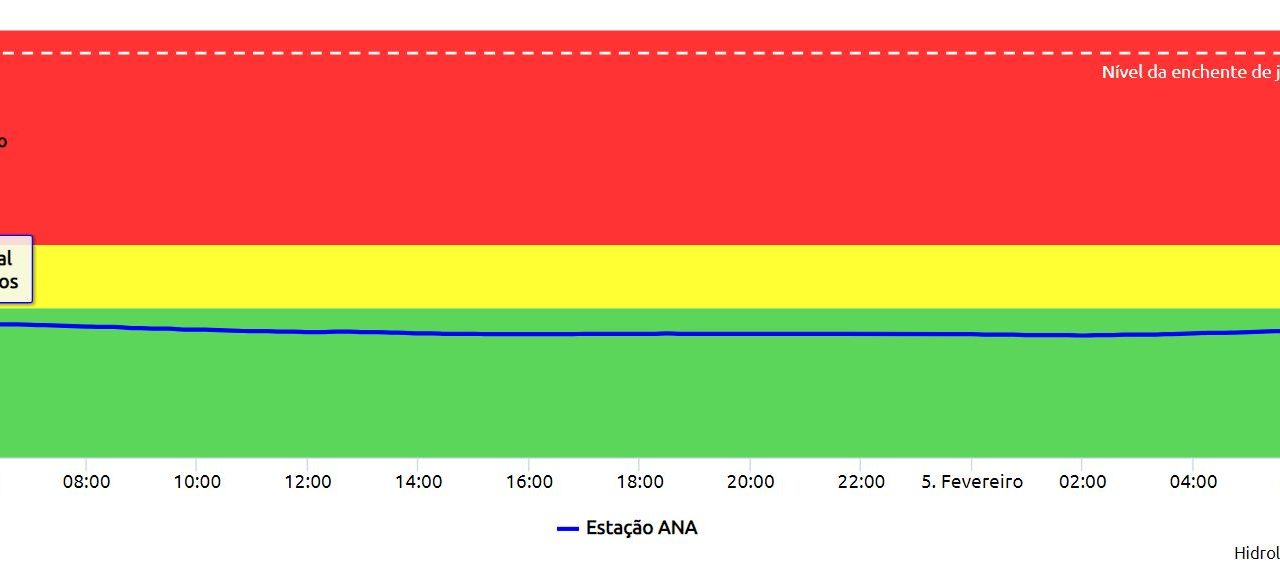 Nível da enchente de j
o
al
os
08:00 10:00 12:00 14:00 16:00 18:00 20:00 22:00 5. Fevereiro 02:00 04:00
Estação ANA
Hidrol